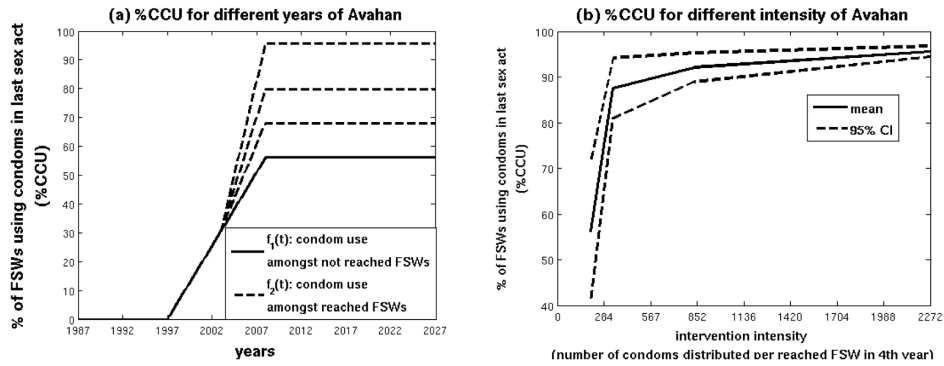 (a) %CCU for different years of Avahan
% of FSWs using condoms in last sex act
(%CCU)
100
90
80
70
60
50
40
30
20
10
0
1987 1992 1997 2002 2007 2012 2017 2022 2027
years
f1(t): condom use
amongst not reached FSWs
f2(t): condom use
amongst reached FSWs
(b) %CCU for different intensity of Avahan
% of FSWs using condoms in last sex act
(%CCU)
100
90
80
70
60
50
40
0 284 567 852 1136 1420 1704 1988 2272
mean
95% CI
intervention intensity
(number of condoms distributed per reached FSW in 4th year)